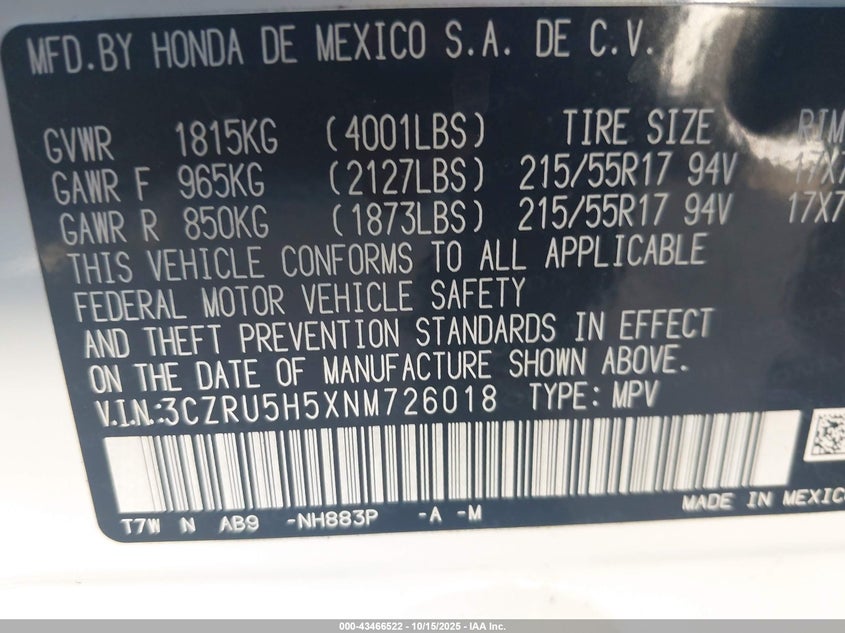 MFD.BY HONDA DE MEXICO S.A. DE C.V.
GVWR 1815KG (4001LBS) TIRE SIZE RIM
GAWR F 965KG (2127LBS) 215/55R17 94V 17X7
GAWR R 850KG (1873LBS) 215/55R17 94V 17X7
THIS VEHICLE CONFORMS TO ALL APPLICABLE
FEDERAL MOTOR VEHICLE SAFETY
AND THEFT PREVENTION STANDARDS IN EFFECT
ON THE DATE OF MANUFACTURE SHOWN ABOVE.
V.I.N.:3CZRU5H5XNM726018 TYPE: MPV
T7W N AB9 -NH883P -A -M MADE IN MEXICO
000-43466522 | 10/15/2025 | IAA Inc.